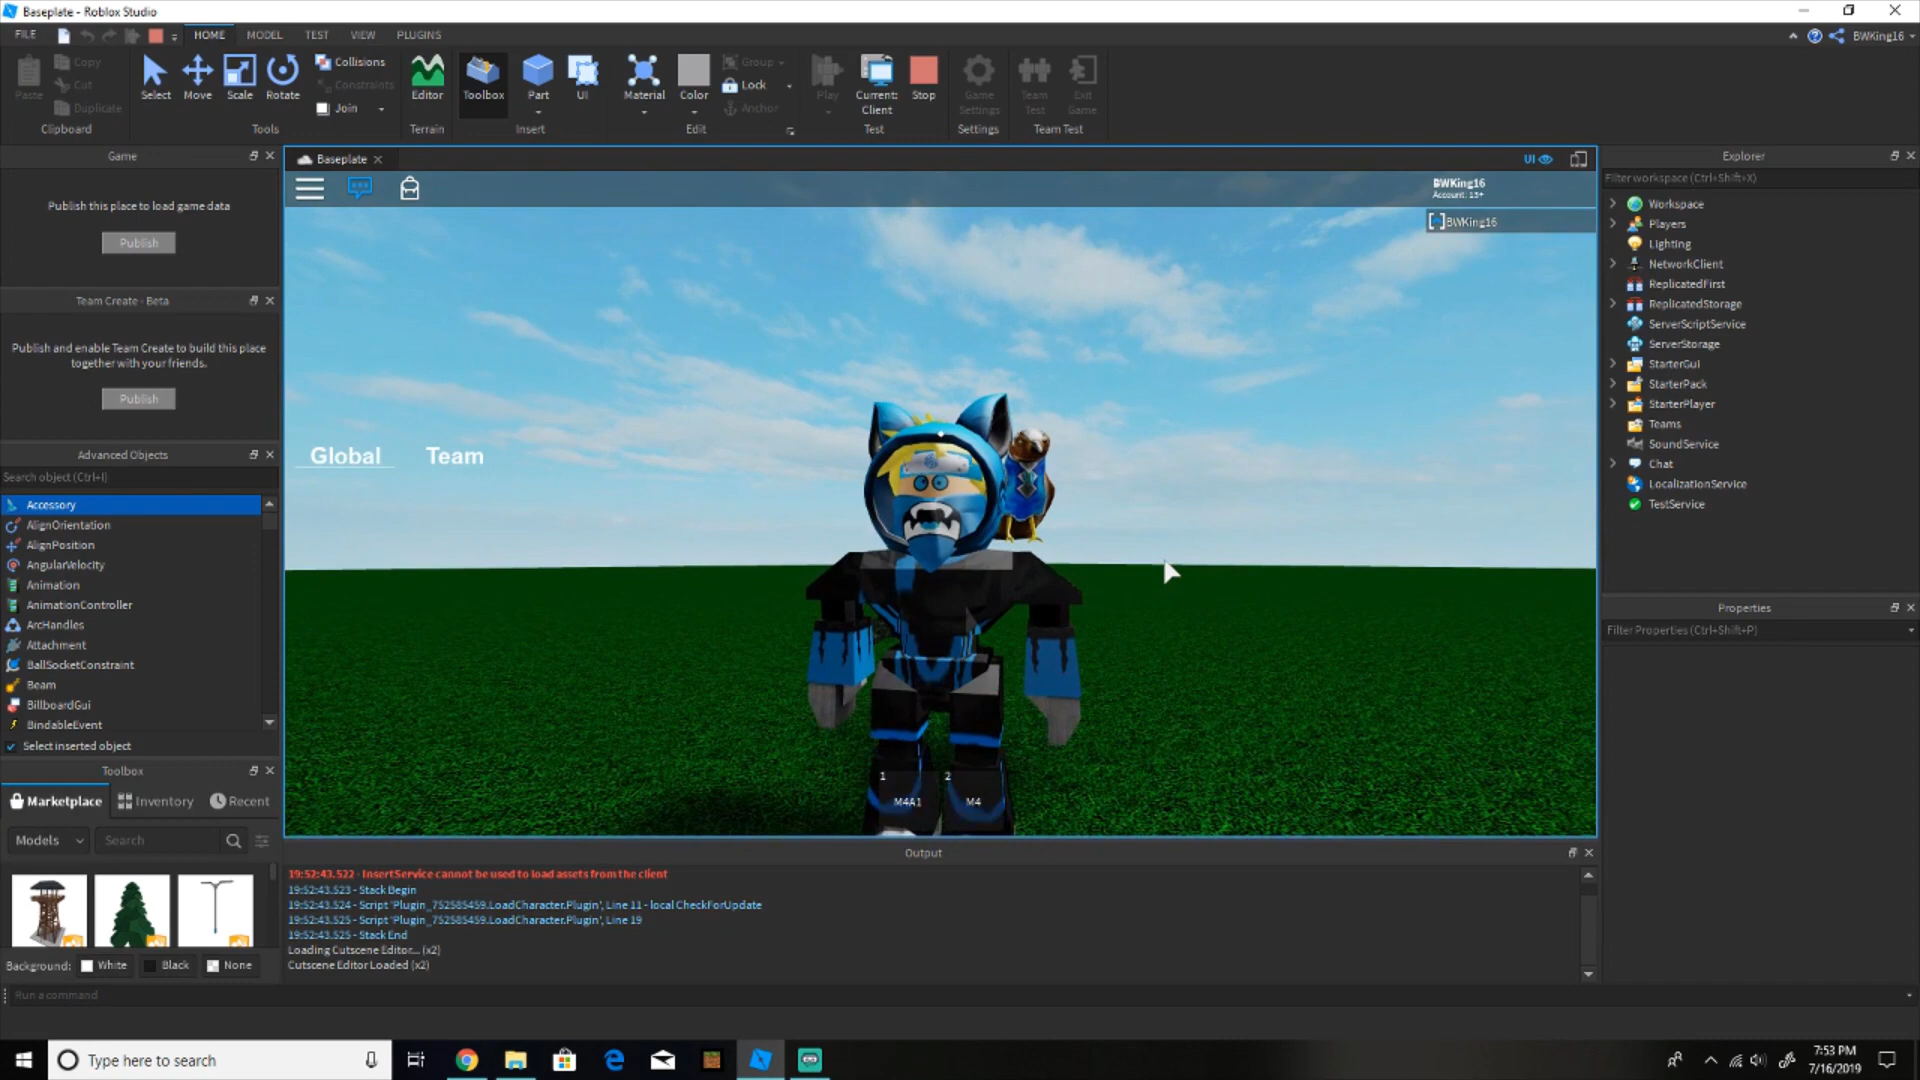 Baseplate - Roblox Studio
FILE
HOME
MODEL
TEST
VIEW
PLUGINS
BWKing16
Paste
Copy
Cut
Duplicate
Clipboard
Select
Move
Scale
Rotate
Collisions
Constraints
Join
Tools
Editor
Terrain
Toolbox
Part
UI
Insert
Material
Color
Group
Lock
Anchor
Edit
Play
Current:
Client
Stop
Test
Game
Settings
Settings
Team
Test
Exit
Game
Team Test
Game
Publish this place to load game data
Publish
Team Create - Beta
Publish and enable Team Create to build this place
together with your friends.
Publish
Advanced Objects
Search object (Ctrl+I)
Accessory
AlignOrientation
AlignPosition
AngularVelocity
Animation
AnimationController
ArcHandles
Attachment
BallSocketConstraint
Beam
BillboardGui
BindableEvent
Select inserted object
Toolbox
Marketplace
Inventory
Recent
Models
Search
Background:
White
Black
None
Baseplate
UI
BWKing16
Account: 13+
BWKing16
Global
Team
1
M4A1
2
M4
Output
19:52:43.522 - InsertService cannot be used to load assets from the client
19:52:43.523 - Stack Begin
19:52:43.524 - Script 'Plugin_752585459.LoadCharacter.Plugin', Line 11 - local CheckForUpdate
19:52:43.525 - Script 'Plugin_752585459.LoadCharacter.Plugin', Line 19
19:52:43.525 - Stack End
Loading Cutscene Editor... (x2)
Cutscene Editor Loaded (x2)
Explorer
Filter workspace (Ctrl+Shift+X)
Workspace
Players
Lighting
NetworkClient
ReplicatedFirst
ReplicatedStorage
ServerScriptService
ServerStorage
StarterGui
StarterPack
StarterPlayer
Teams
SoundService
Chat
LocalizationService
TestService
Properties
Filter Properties (Ctrl+Shift+P)
Run a command
Type here to search
7:53 PM
7/16/2019